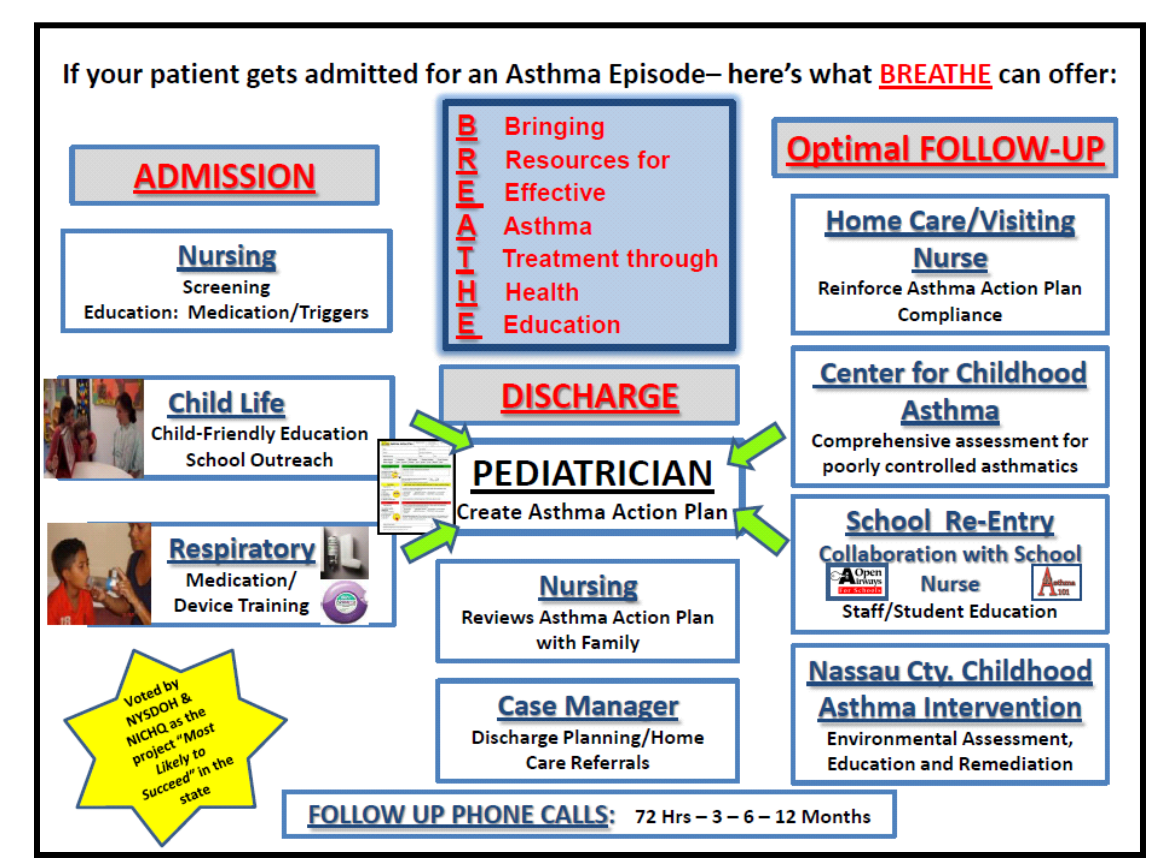 If your patient gets admitted for an Asthma Episode– here's what BREATHE can offer:
ADMISSION
Nursing
Screening
Education: Medication/Triggers
Child Life
Child-Friendly Education
School Outreach
Respiratory
Medication/
Device Training
Voted by
NYSDOH &
NICHQ as the
project "Most
Likely to
Succeed" in the
state
B Bringing
R Resources for
E Effective
A Asthma
T Treatment through
H Health
E Education
DISCHARGE
PEDIATRICIAN
Create Asthma Action Plan
Nursing
Reviews Asthma Action Plan
with Family
Case Manager
Discharge Planning/Home
Care Referrals
Optimal FOLLOW-UP
Home Care/Visiting
Nurse
Reinforce Asthma Action Plan
Compliance
Center for Childhood
Asthma
Comprehensive assessment for
poorly controlled asthmatics
School Re-Entry
Collaboration with School
Nurse
Open
Airways
For Schools
Asthma
101
Staff/Student Education
Nassau Cty. Childhood
Asthma Intervention
Environmental Assessment,
Education and Remediation
FOLLOW UP PHONE CALLS: 72 Hrs – 3 – 6 – 12 Months